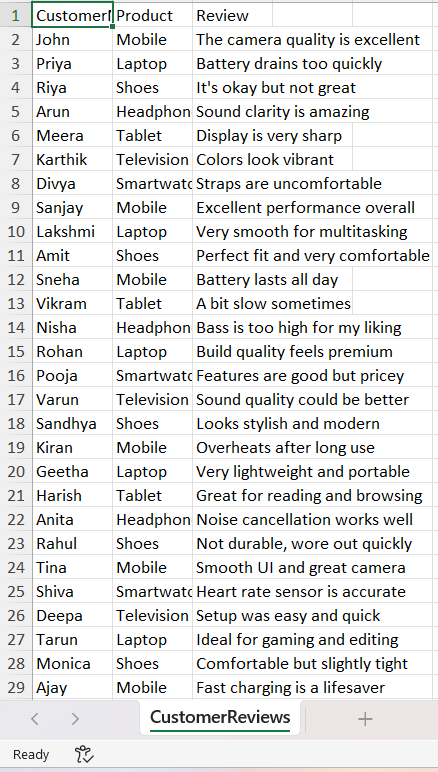 1 Customer Product Review
2 John Mobile The camera quality is excellent
3 Priya Laptop Battery drains too quickly
4 Riya Shoes It's okay but not great
5 Arun Headphon Sound clarity is amazing
6 Meera Tablet Display is very sharp
7 Karthik Television Colors look vibrant
8 Divya Smartwatc Straps are uncomfortable
9 Sanjay Mobile Excellent performance overall
10 Lakshmi Laptop Very smooth for multitasking
11 Amit Shoes Perfect fit and very comfortable
12 Sneha Mobile Battery lasts all day
13 Vikram Tablet A bit slow sometimes
14 Nisha Headphon Bass is too high for my liking
15 Rohan Laptop Build quality feels premium
16 Pooja Smartwatc Features are good but pricey
17 Varun Television Sound quality could be better
18 Sandhya Shoes Looks stylish and modern
19 Kiran Mobile Overheats after long use
20 Geetha Laptop Very lightweight and portable
21 Harish Tablet Great for reading and browsing
22 Anita Headphon Noise cancellation works well
23 Rahul Shoes Not durable, wore out quickly
24 Tina Mobile Smooth UI and great camera
25 Shiva Smartwatc Heart rate sensor is accurate
26 Deepa Television Setup was easy and quick
27 Tarun Laptop Ideal for gaming and editing
28 Monica Shoes Comfortable but slightly tight
29 Ajay Mobile Fast charging is a lifesaver
CustomerReviews
Ready